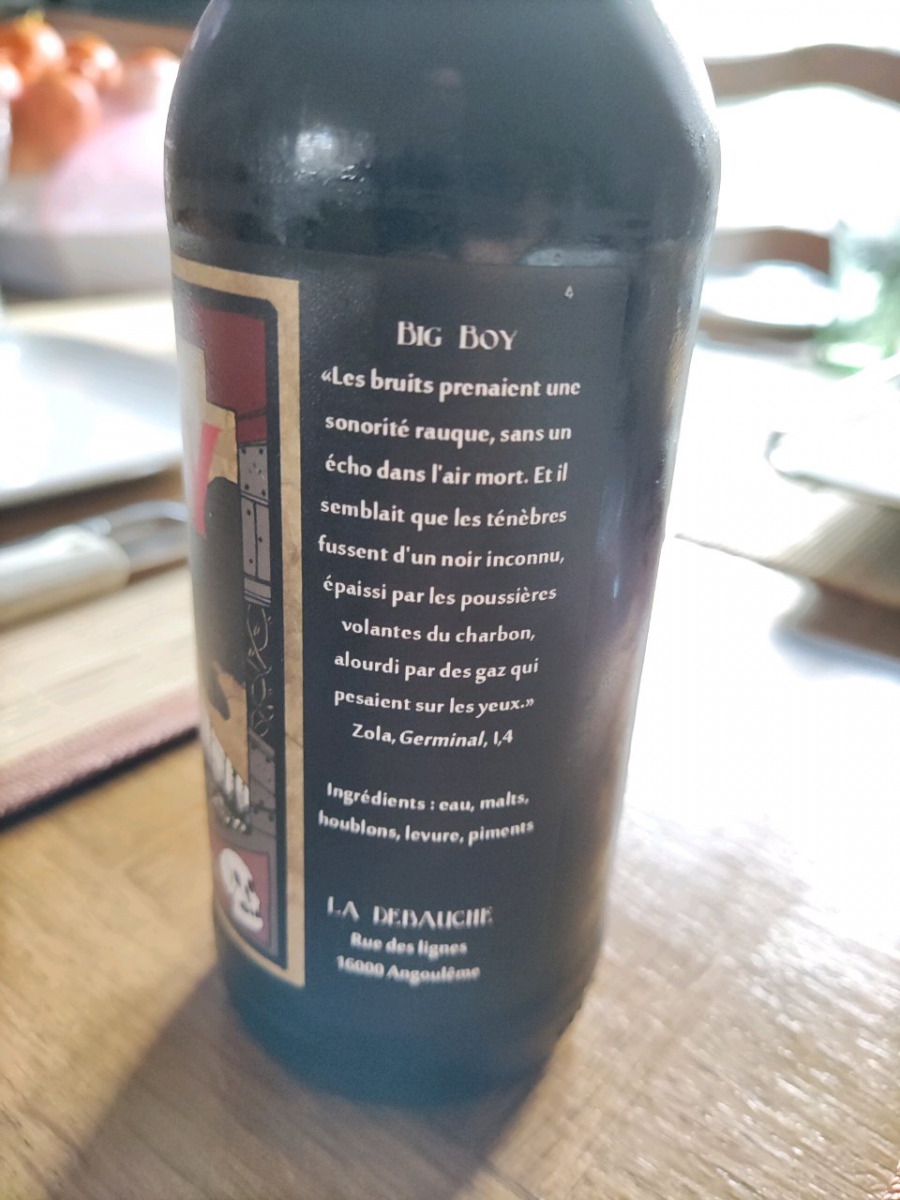 4
BIG BOY
«Les bruits prenaient une
sonorité rauque, sans un
écho dans l'air mort. Et il
semblait que les ténèbres
fussent d'un noir inconnu,
épaissi par les poussières
volantes du charbon,
alourdi par des gaz qui
pesaient sur les yeux.»
Zola, Germinal, I,4
Ingrédients : eau, malts,
houblons, levure, piments
LA DEBAUCHE
Rue des lignes
16000 Angoulême